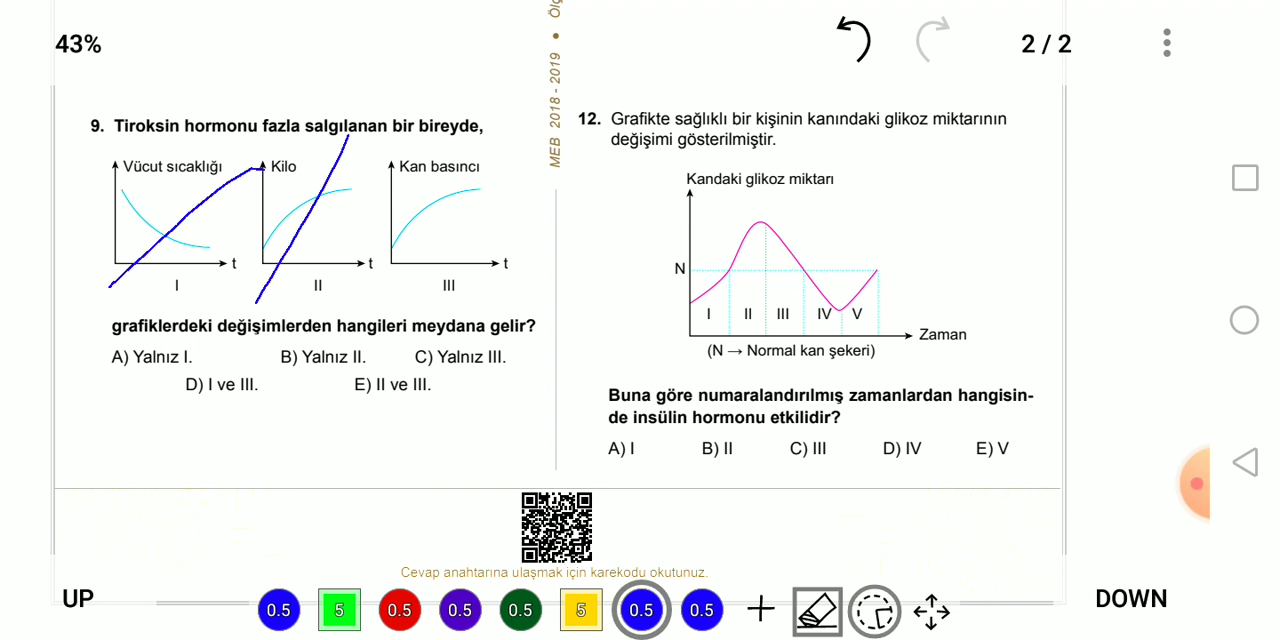 43%
2 / 2
MEB 2018 - 2019 • Ölç
9. Tiroksin hormonu fazla salgılanan bir bireyde,
Vücut sıcaklığı
Kilo
Kan basıncı
t
t
t
I
II
III
grafiklerdeki değişimlerden hangileri meydana gelir?
A) Yalnız I.
B) Yalnız II.
C) Yalnız III.
D) I ve III.
E) II ve III.
12. Grafikte sağlıklı bir kişinin kanındaki glikoz miktarının
değişimi gösterilmiştir.
Kandaki glikoz miktarı
N
I
II
III
IV
V
Zaman
(N → Normal kan şekeri)
Buna göre numaralandırılmış zamanlardan hangisin-
de insülin hormonu etkilidir?
A) I
B) II
C) III
D) IV
E) V
Cevap anahtarına ulaşmak için karekodu okutunuz.
UP
0.5
5
0.5
0.5
0.5
5
0.5
0.5
DOWN